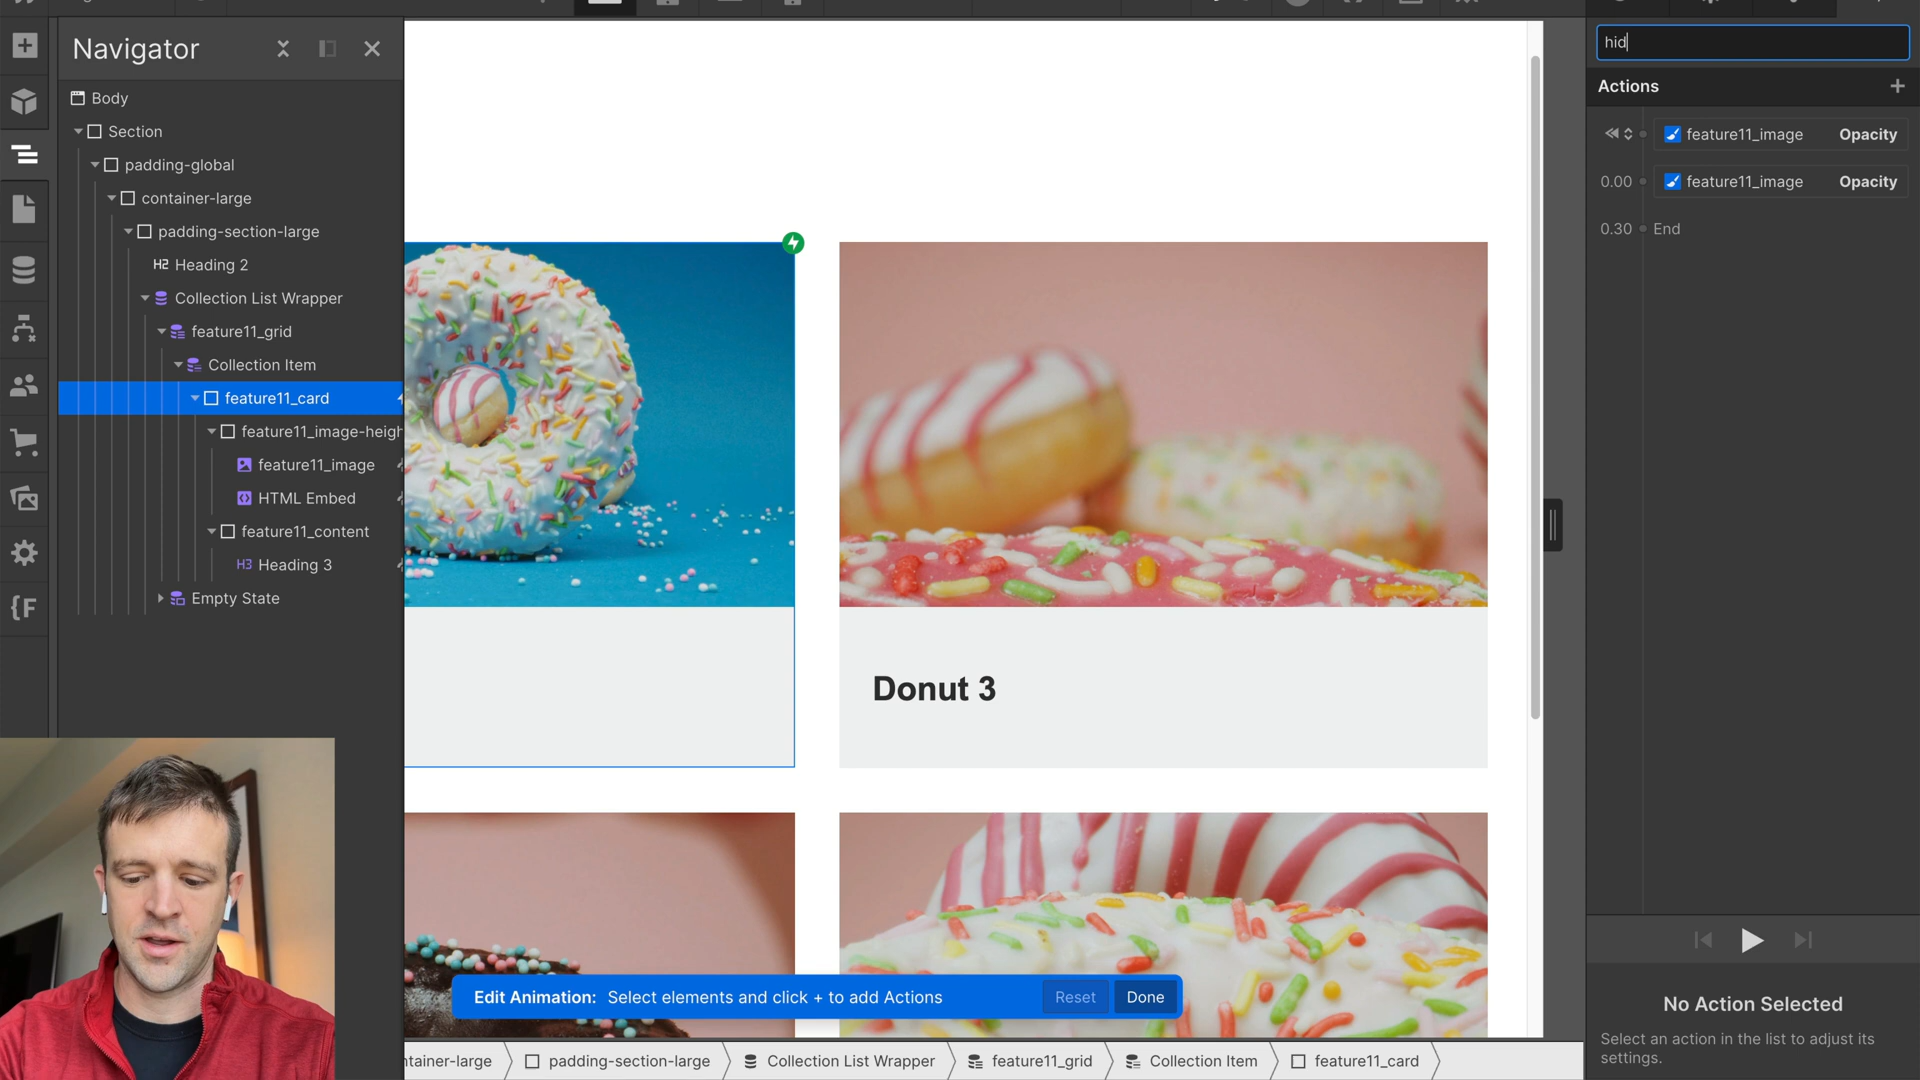 Navigator
Body
Section
padding-global
container-large
padding-section-large
H2 Heading 2
Collection List Wrapper
feature11_grid
Collection Item
feature11_card
feature11_image-heigh
feature11_image
HTML Embed
feature11_content
H3 Heading 3
Empty State
Donut 3
Edit Animation: Select elements and click + to add Actions
Reset
Done
ntainer-large
padding-section-large
Collection List Wrapper
feature11_grid
Collection Item
feature11_card
hid
Actions
feature11_image Opacity
0.00 feature11_image Opacity
0.30 End
No Action Selected
Select an action in the list to adjust its
settings.